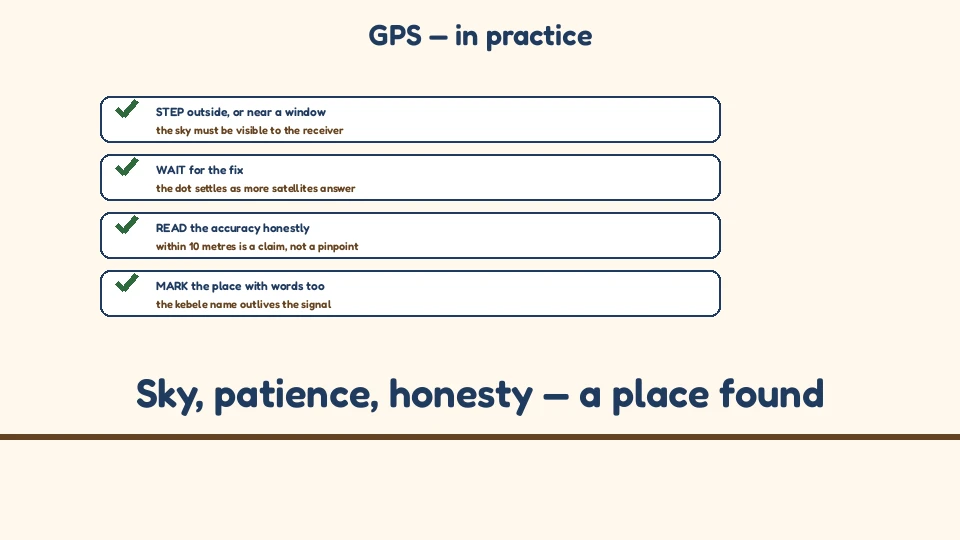 GPS — in practice
STEP outside, or near a window
the sky must be visible to the receiver
WAIT for the fix
the dot settles as more satellites answer
READ the accuracy honestly
within 10 metres is a claim, not a pinpoint
MARK the place with words too
the kebele name outlives the signal
Sky, patience, honesty — a place found